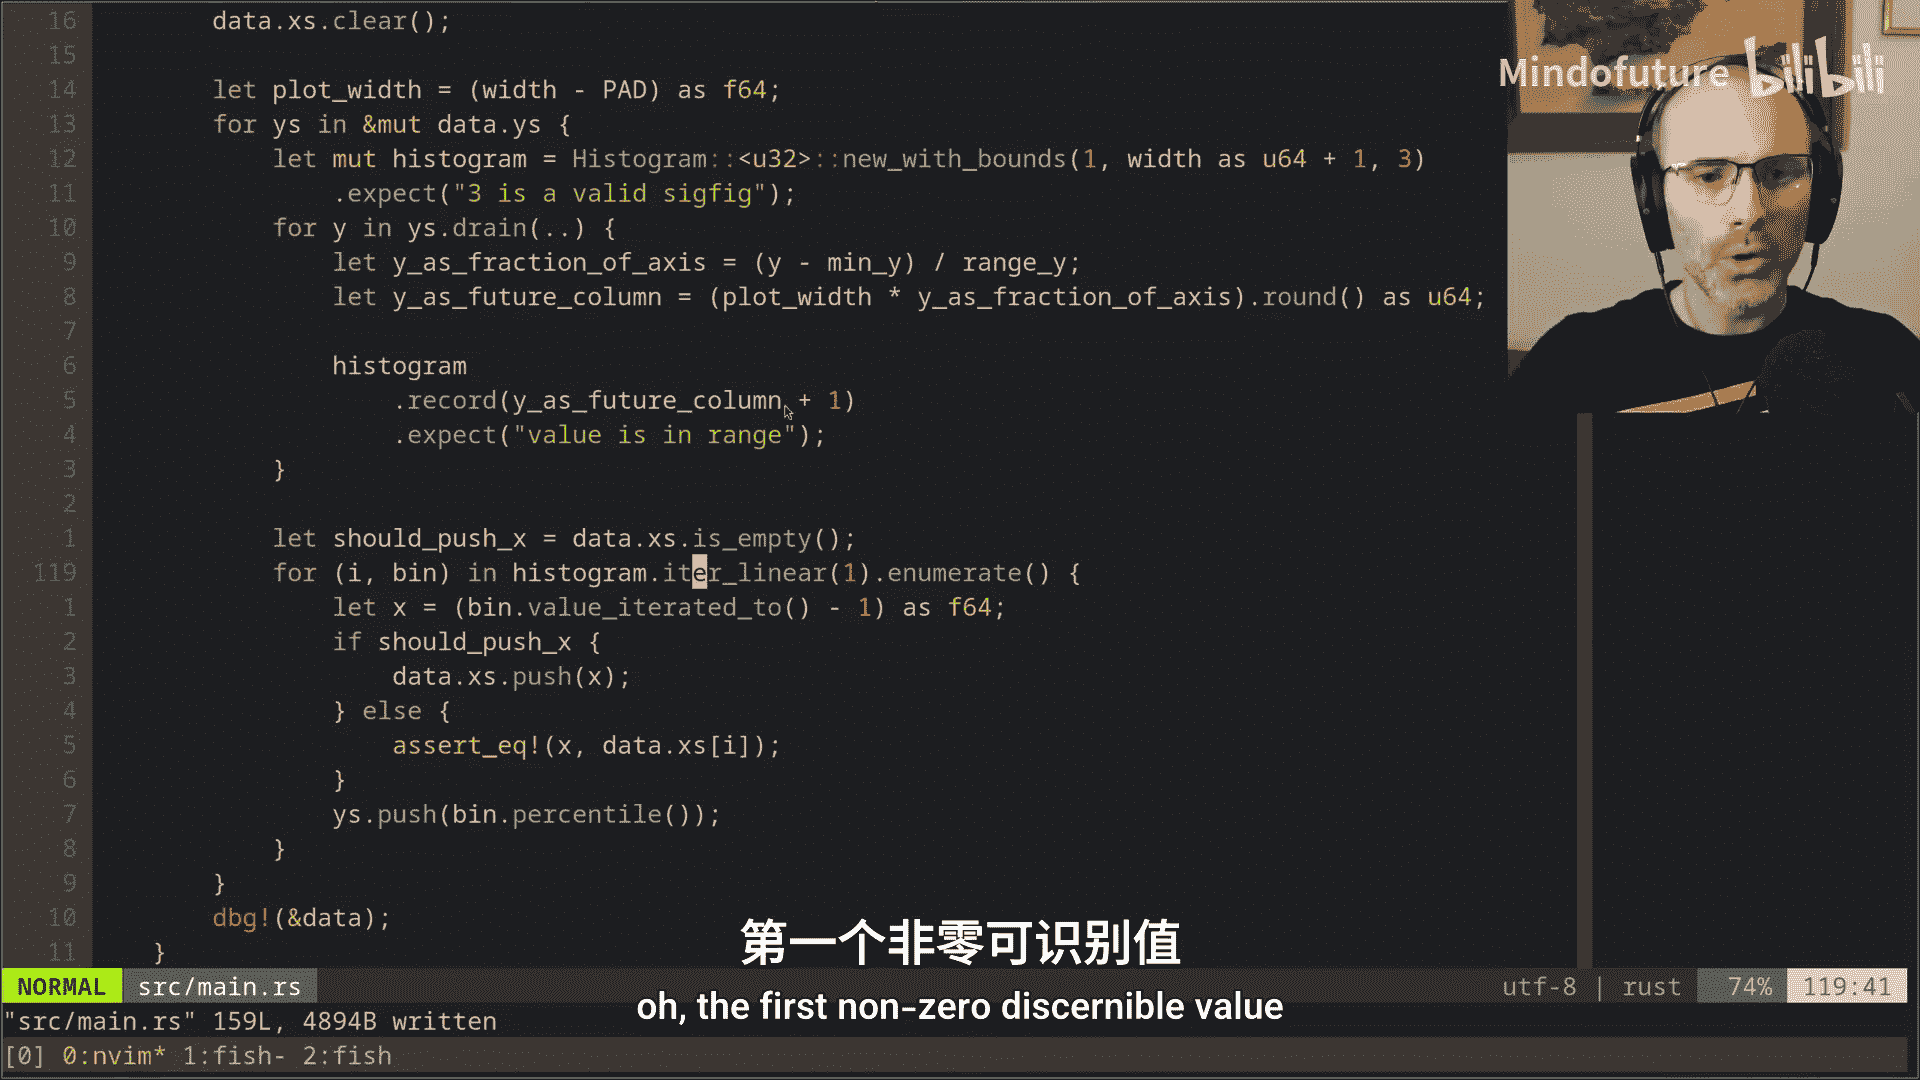 16 data.xs.clear();
15
14 let plot_width = (width - PAD) as f64;
13 for ys in &mut data.ys {
12 let mut histogram = Histogram::<u32>::new_with_bounds(1, width as u64 + 1, 3)
11 .expect("3 is a valid sigfig");
10 for y in ys.drain(..) {
9 let y_as_fraction_of_axis = (y - min_y) / range_y;
8 let y_as_future_column = (plot_width * y_as_fraction_of_axis).round() as u64;
7
6 histogram
5 .record(y_as_future_column + 1)
4 .expect("value is in range");
3 }
2
1 let should_push_x = data.xs.is_empty();
119 for (i, bin) in histogram.iter_linear(1).enumerate() {
1 let x = (bin.value_iterated_to() - 1) as f64;
2 if should_push_x {
3 data.xs.push(x);
4 } else {
5 assert_eq!(x, data.xs[i]);
6 }
7 ys.push(bin.percentile());
8 }
9 }
10 dbg!(&data);
11 }
Mindofuture bilibili
第一个非零可识别值
NORMAL src/main.rs utf-8 | rust 74% 119:41
oh, the first non-zero discernible value
"src/main.rs" 159L, 4894B written
[0] 0:nvim* 1:fish- 2:fish